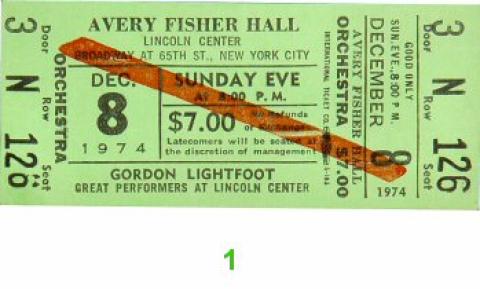 3 Door
N Row
126 Seat
ORCHESTRA
AVERY FISHER HALL
LINCOLN CENTER
BROADWAY AT 65TH ST., NEW YORK CITY
DEC.
8
1974
SUNDAY EVE
AT 8:00 P. M.
$7.00
No Refunds
or Exchange
Latecomers will be seated at
the discretion of management
GORDON LIGHTFOOT
GREAT PERFORMERS AT LINCOLN CENTER
INTERNATIONAL TICKET CO.
ORCHESTRA $7.00
AVERY FISHER HALL
DECEMBER 8
1974
SUN. EVE., 8:00 P. M.
GOOD ONLY
Door 3
Row N
Seat 126
1